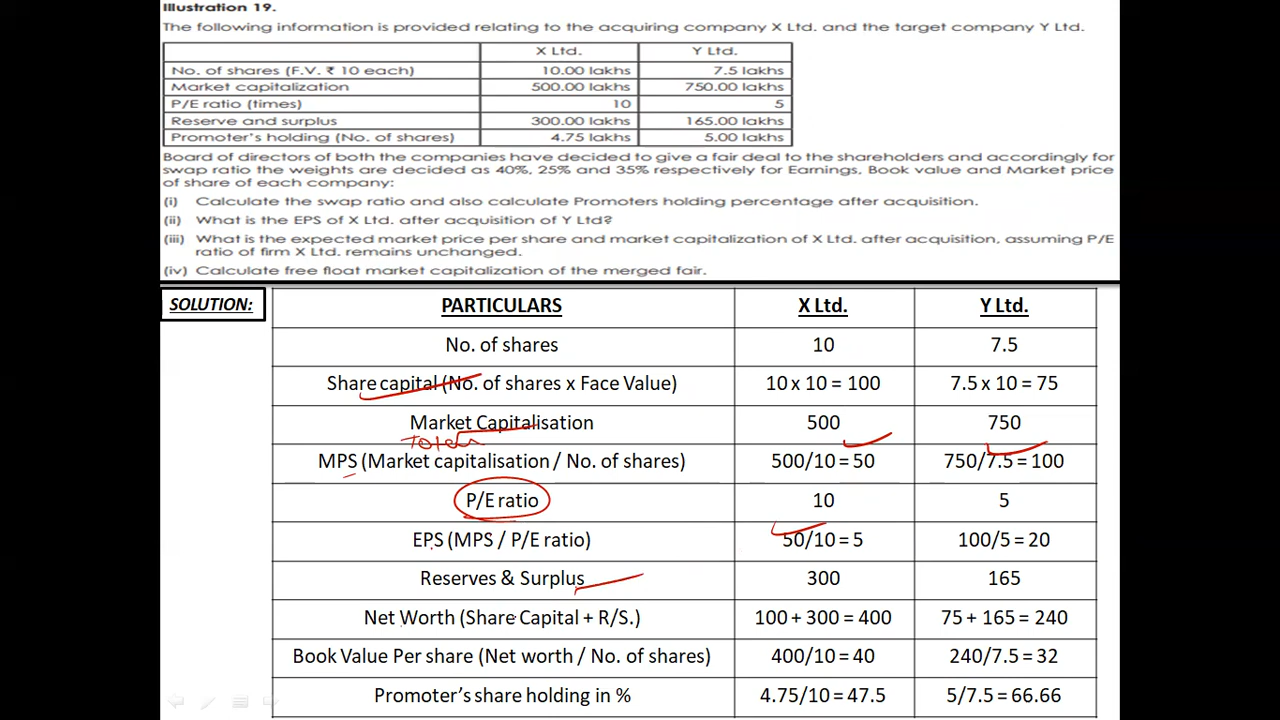 Illustration 19.
The following information is provided relating to the acquiring company X Ltd. and the target company Y Ltd.
X Ltd. Y Ltd.
No. of shares (F.V. ₹ 10 each) 10.00 lakhs 7.5 lakhs
Market capitalization 500.00 lakhs 750.00 lakhs
P/E ratio (times) 10 5
Reserve and surplus 300.00 lakhs 165.00 lakhs
Promoter's holding (No. of shares) 4.75 lakhs 5.00 lakhs
Board of directors of both the companies have decided to give a fair deal to the shareholders and accordingly for
swap ratio the weights are decided as 40%, 25% and 35% respectively for Earnings, Book value and Market price
of share of each company:
(i) Calculate the swap ratio and also calculate Promoters holding percentage after acquisition.
(ii) What is the EPS of X Ltd. after acquisition of Y Ltd?
(iii) What is the expected market price per share and market capitalization of X Ltd. after acquisition, assuming P/E
ratio of firm X Ltd. remains unchanged.
(iv) Calculate free float market capitalization of the merged fair.
SOLUTION: PARTICULARS X Ltd. Y Ltd.
No. of shares 10 7.5
Share capital (No. of shares x Face Value) 10 x 10 = 100 7.5 x 10 = 75
Market Capitalisation 500 750
Total
MPS (Market capitalisation / No. of shares) 500/10 = 50 750/7.5 = 100
P/E ratio 10 5
EPS (MPS / P/E ratio) 50/10 = 5 100/5 = 20
Reserves & Surplus 300 165
Net Worth (Share Capital + R/S.) 100 + 300 = 400 75 + 165 = 240
Book Value Per share (Net worth / No. of shares) 400/10 = 40 240/7.5 = 32
Promoter's share holding in % 4.75/10 = 47.5 5/7.5 = 66.66